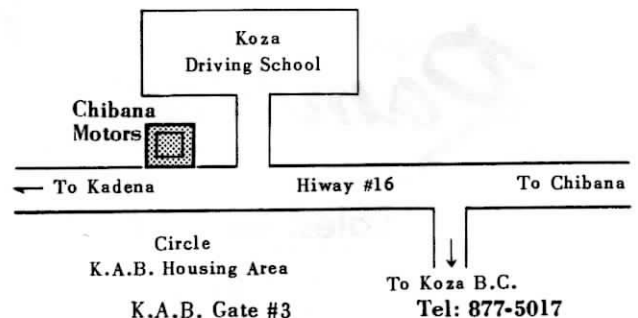 Koza
Driving School
Chibana
Motors
← To Kadena
Hiway #16
To Chibana
Circle
K.A.B. Housing Area
To Koza B.C.
K.A.B. Gate #3
Tel: 877-5017